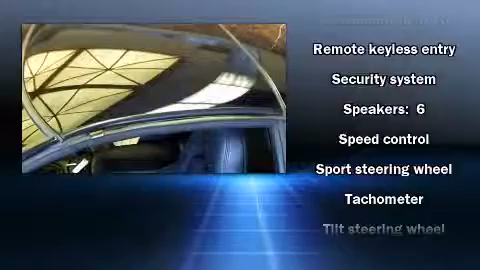 Remote keyless entry
Security system
Speakers: 6
Speed control
Sport steering wheel
Tachometer
Tilt steering wheel